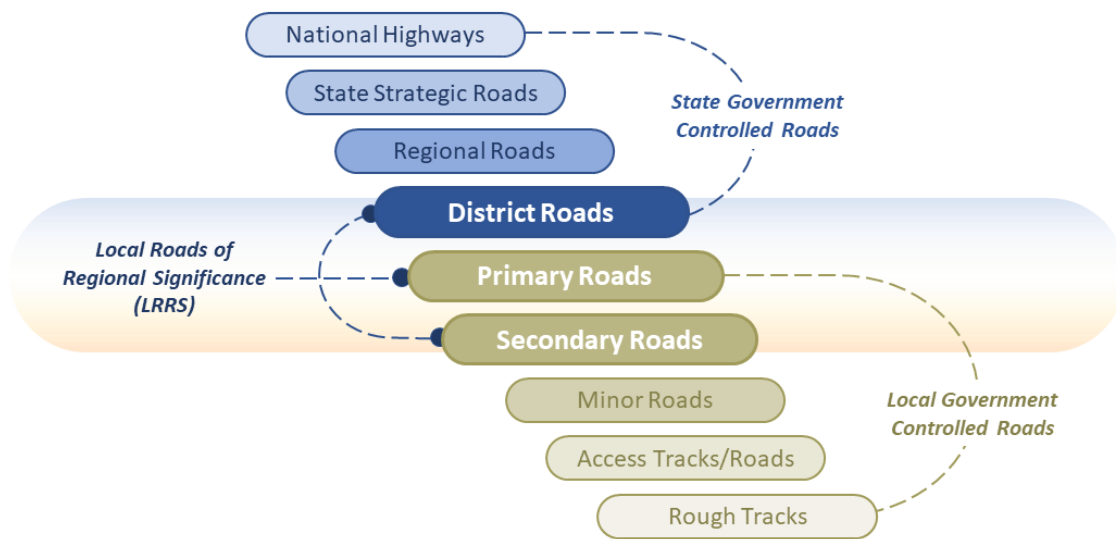 National Highways
State Strategic Roads
Regional Roads
State Government
Controlled Roads
District Roads
Local Roads of
Regional Significance
(LRRS)
Primary Roads
Secondary Roads
Minor Roads
Local Government
Controlled Roads
Access Tracks/Roads
Rough Tracks